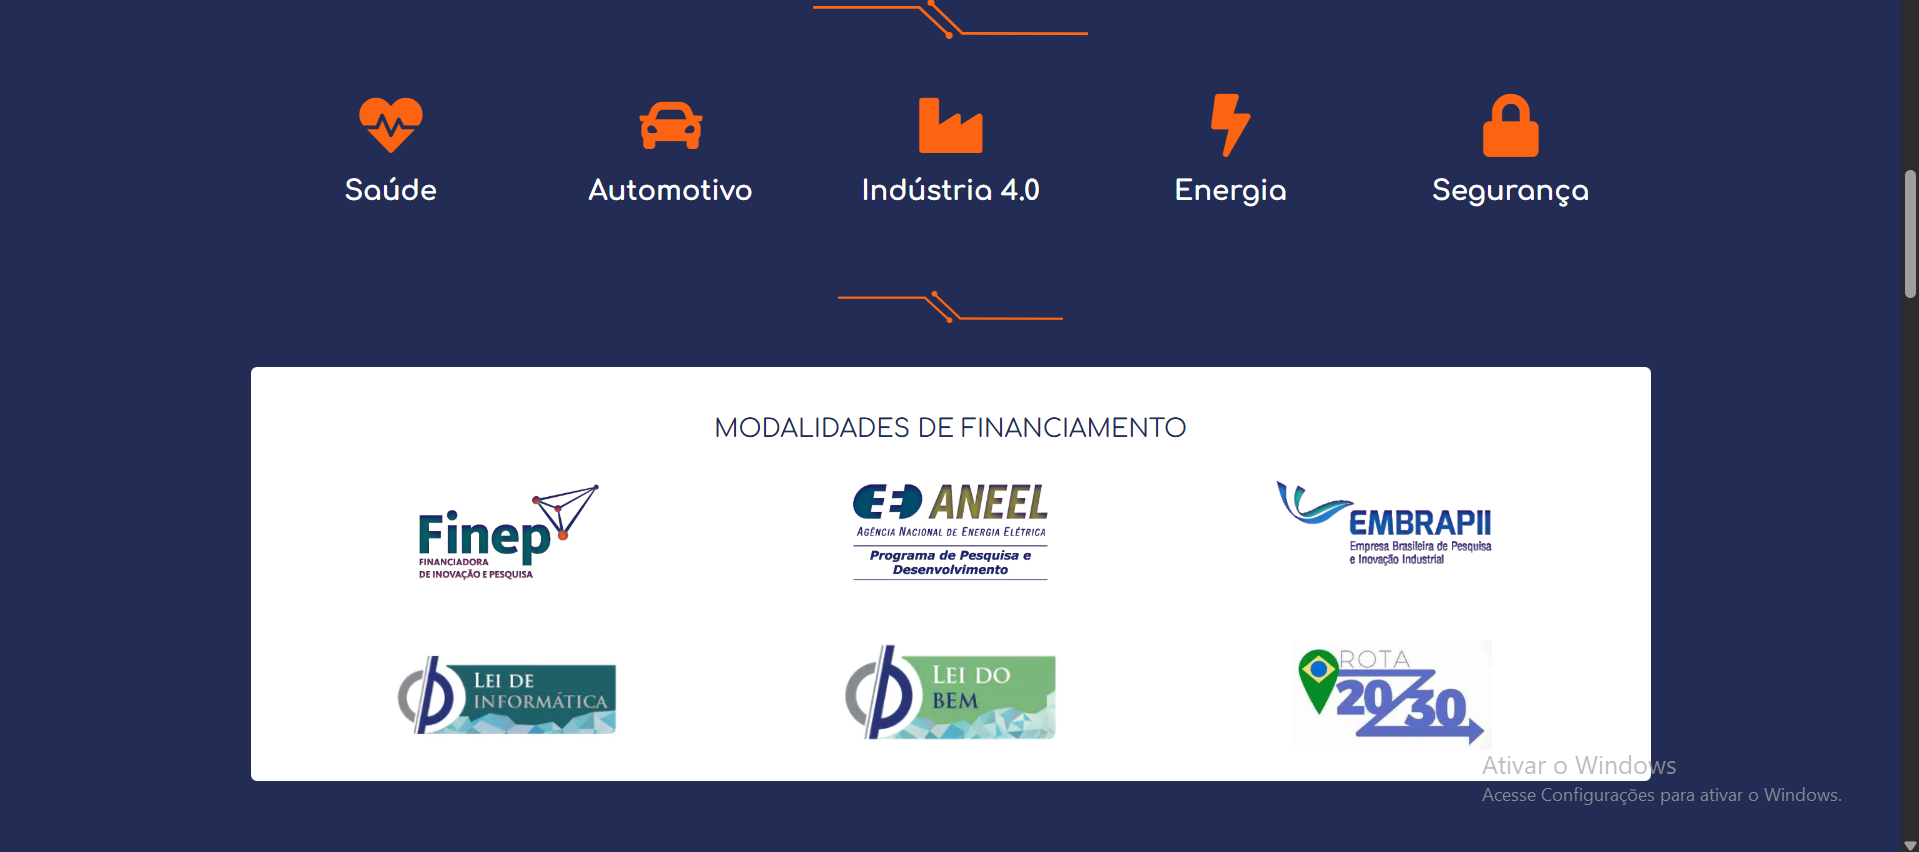 Saúde
Automotivo
Indústria 4.0
Energia
Segurança
MODALIDADES DE FINANCIAMENTO
Finep
FINANCIADORA
DE INOVAÇÃO E PESQUISA
ANEEL
AGÊNCIA NACIONAL DE ENERGIA ELÉTRICA
Programa de Pesquisa e
Desenvolvimento
EMBRAPII
Empresa Brasileira de Pesquisa
e Inovação Industrial
LEI DE
INFORMÁTICA
LEI DO
BEM
ROTA
2030
Ativar o Windows
Acesse Configurações para ativar o Windows.